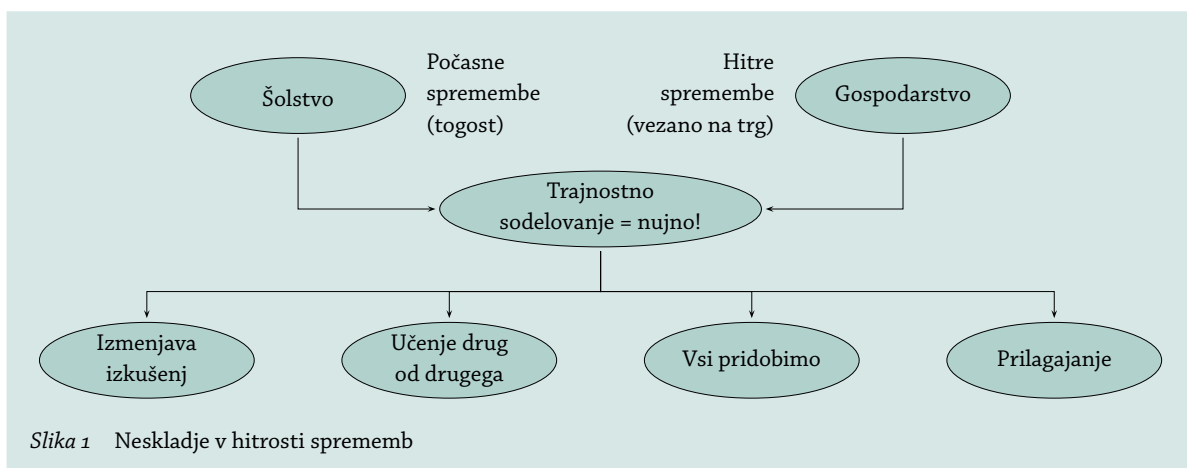 Šolstvo
Počasne
spremembe
(togost)
Hitre
spremembe
(vezano na trg)
Gospodarstvo
Trajnostno
sodelovanje = nujno!
Izmenjava
izkušenj
Učenje drug
od drugega
Vsi pridobimo
Prilagajanje
Slika 1 Neskladje v hitrosti sprememb